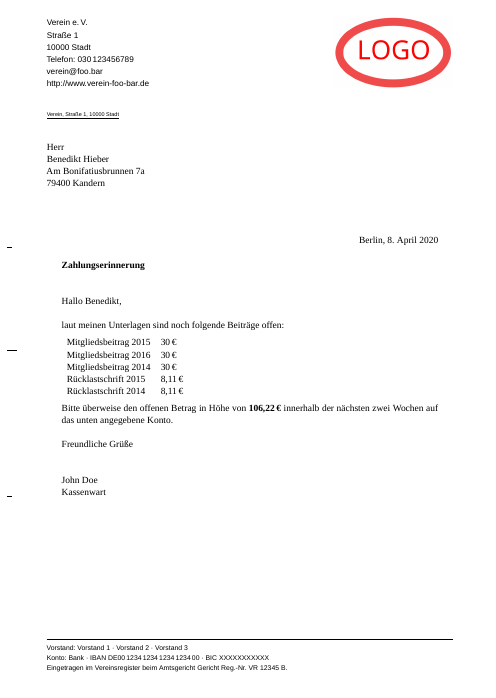 Verein e. V.
Straße 1
10000 Stadt
Telefon: 030 123456789
verein@foo.bar
http://www.verein-foo-bar.de
LOGO
Verein, Straße 1, 10000 Stadt
Herr
Benedikt Hieber
Am Bonifatiusbrunnen 7a
79400 Kandern
Berlin, 8. April 2020
Zahlungserinnerung
Hallo Benedikt,
laut meinen Unterlagen sind noch folgende Beiträge offen:
Mitgliedsbeitrag 2015 30 €
Mitgliedsbeitrag 2016 30 €
Mitgliedsbeitrag 2014 30 €
Rücklastschrift 2015 8,11 €
Rücklastschrift 2014 8,11 €
Bitte überweise den offenen Betrag in Höhe von 106,22 € innerhalb der nächsten zwei Wochen auf
das unten angegebene Konto.
Freundliche Grüße
John Doe
Kassenwart
Vorstand: Vorstand 1 · Vorstand 2 · Vorstand 3
Konto: Bank · IBAN DE00 1234 1234 1234 1234 00 · BIC XXXXXXXXXXX
Eingetragen im Vereinsregister beim Amtsgericht Gericht Reg.-Nr. VR 12345 B.